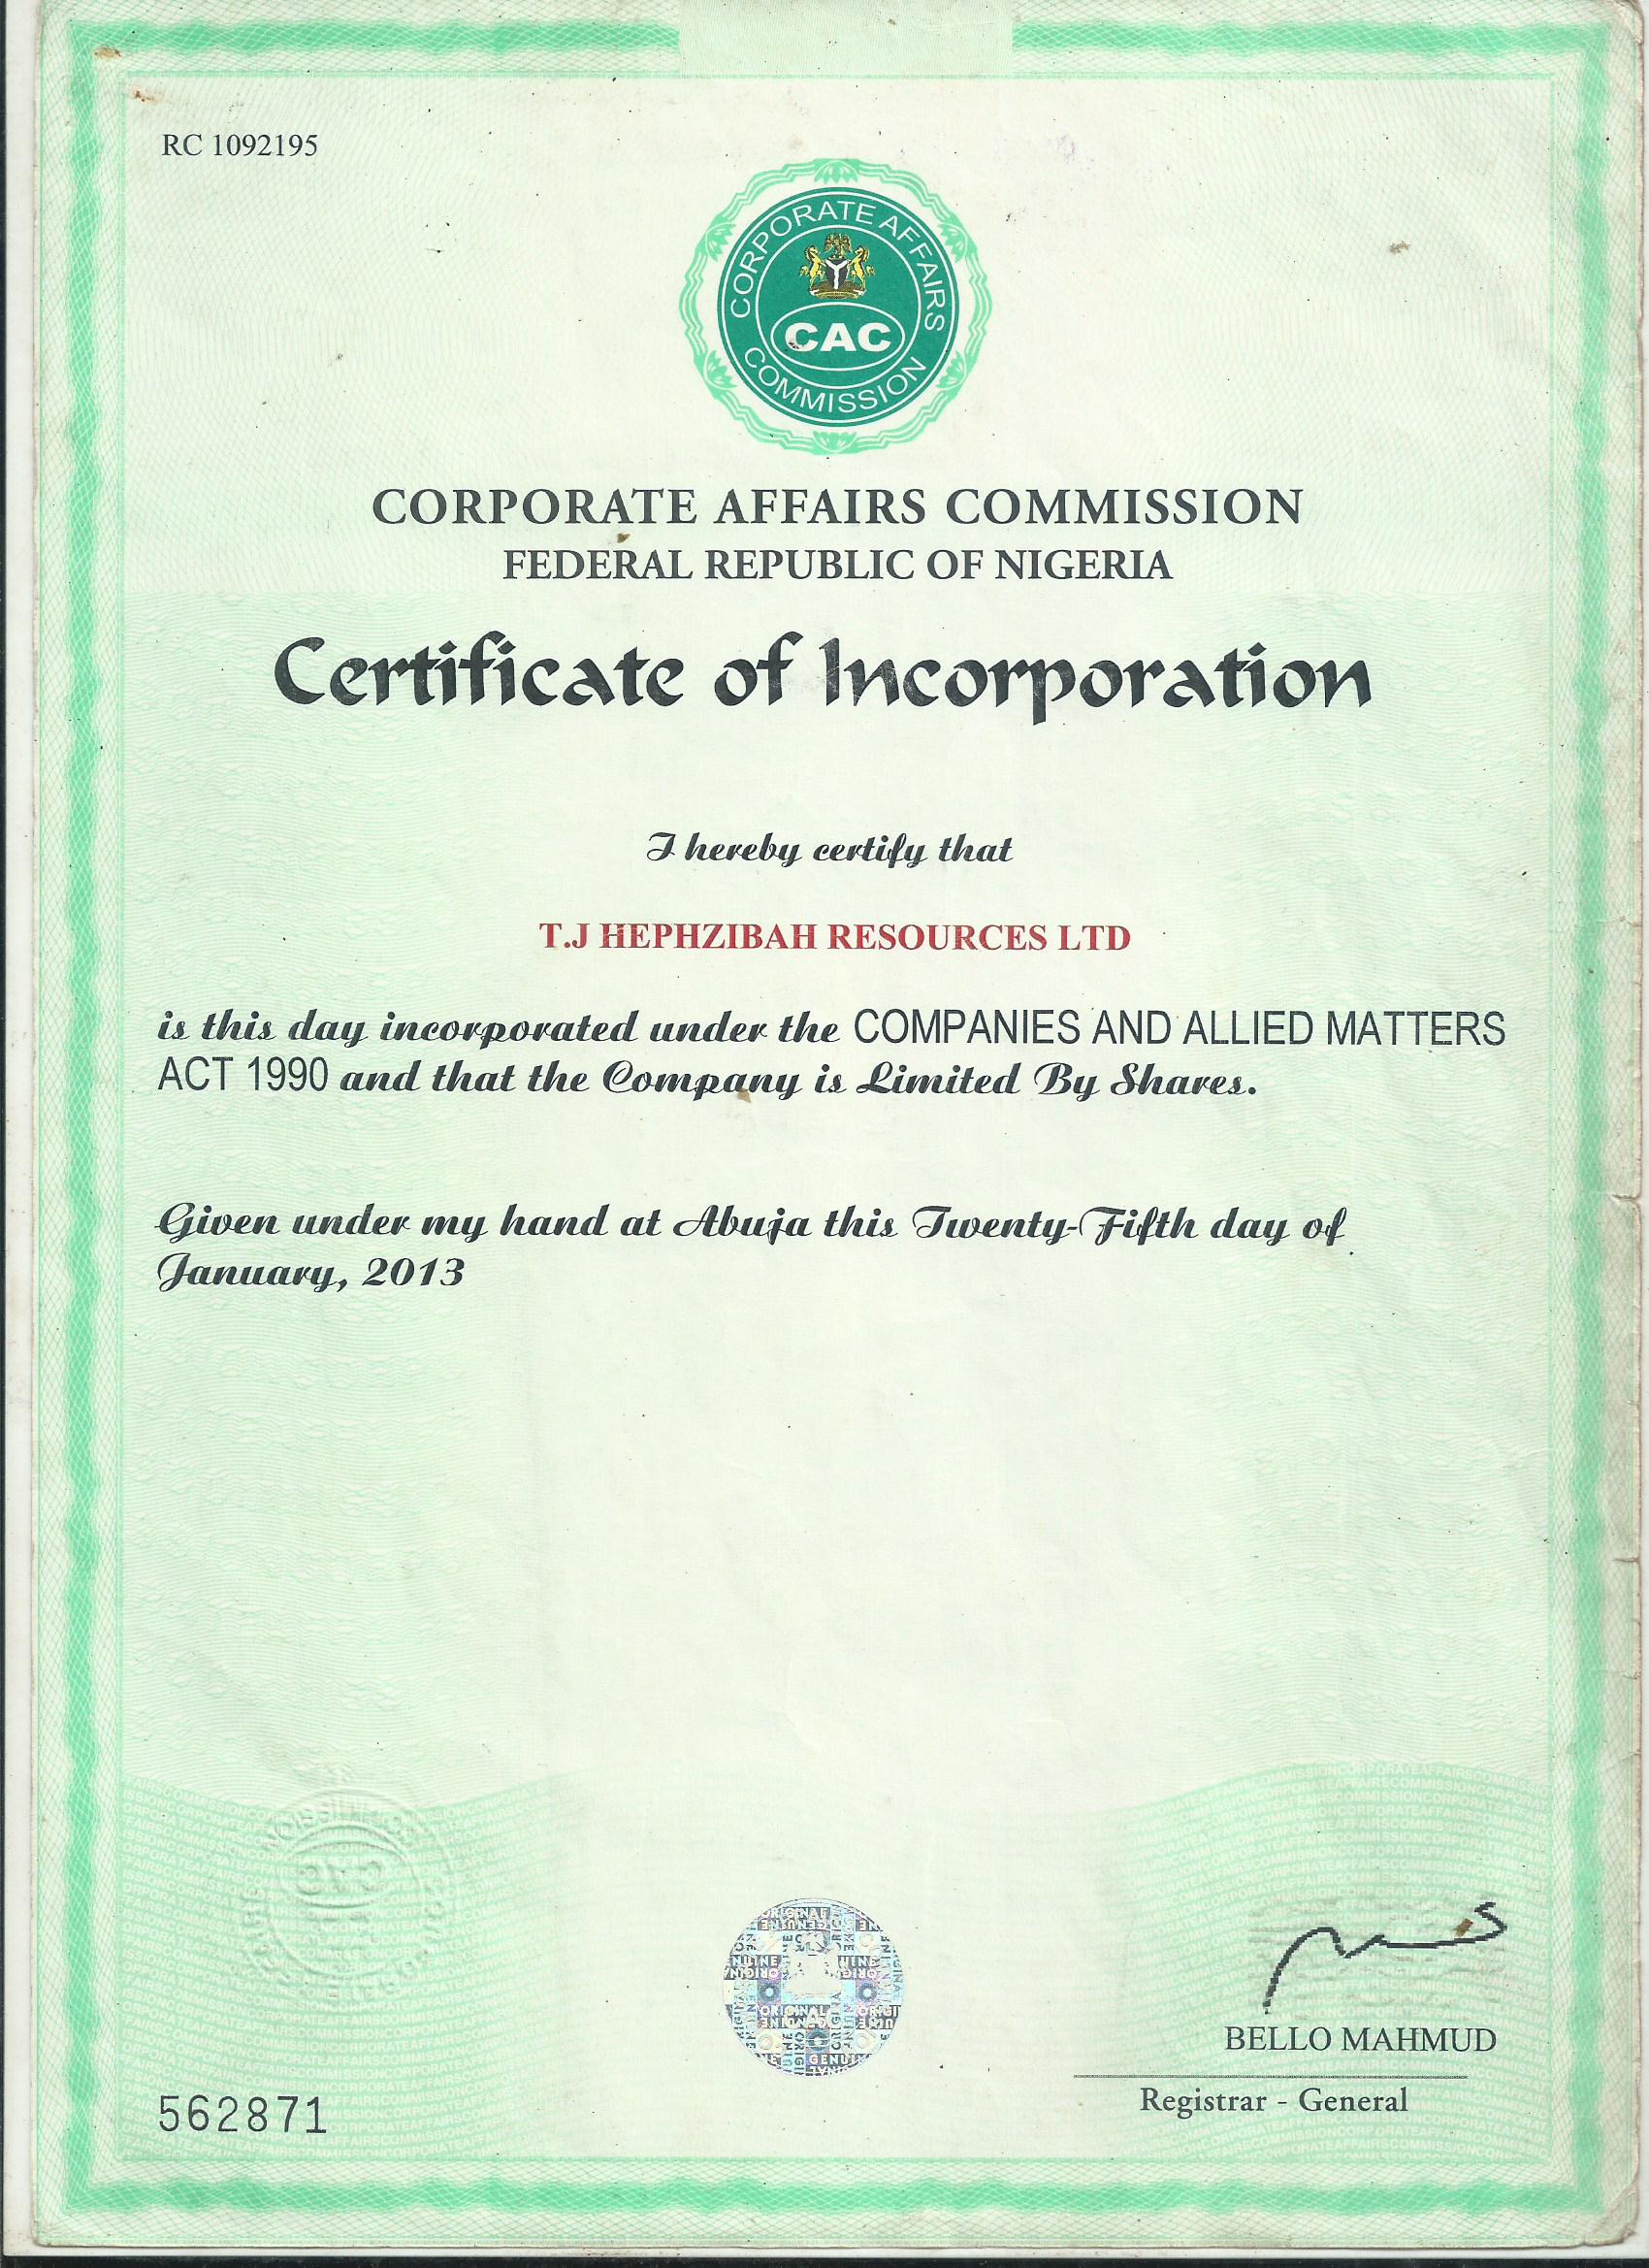 RC 1092195
CORPORATE AFFAIRS
CAC
COMMISSION
CORPORATE AFFAIRS COMMISSION
FEDERAL REPUBLIC OF NIGERIA
Certificate of Incorporation
I hereby certify that
T.J HEPHZIBAH RESOURCES LTD
is this day incorporated under the COMPANIES AND ALLIED MATTERS
ACT 1990 and that the Company is Limited By Shares.
Given under my hand at Abuja this Twenty-Fifth day of
January, 2013
BELLO MAHMUD
Registrar - General
562871